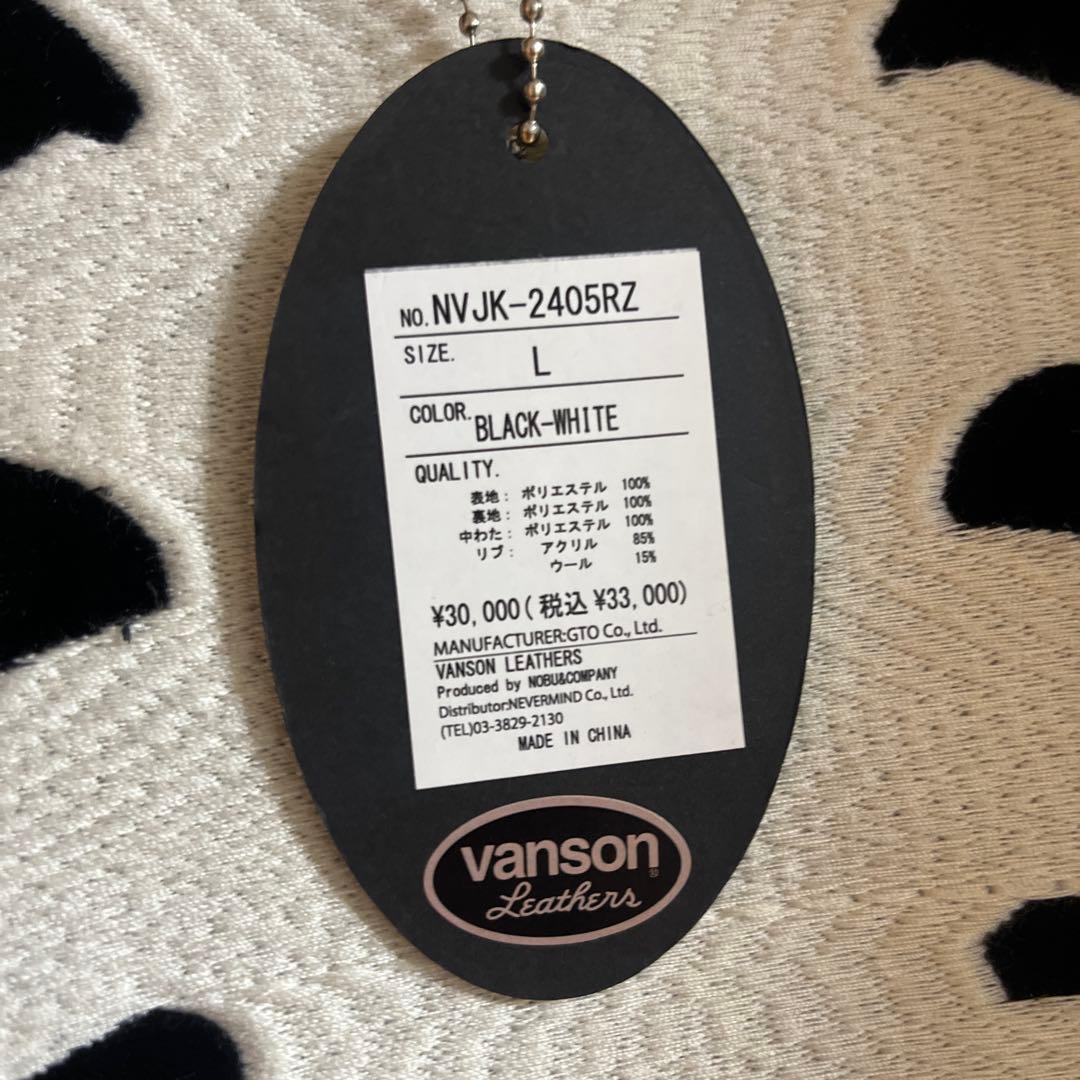 NO. NVJK-2405RZ
SIZE. L
COLOR. BLACK-WHITE
QUALITY.
表地: ポリエステル 100%
裏地: ポリエステル 100%
中わた: ポリエステル 100%
リブ: アクリル 85%
ウール 15%
¥30,000(税込 ¥33,000)
MANUFACTURER:GTO Co., Ltd.
VANSON LEATHERS
Produced by NOBU&COMPANY
Distributor:NEVERMIND Co., Ltd.
(TEL)03-3829-2130
MADE IN CHINA
vanson®
Leathers